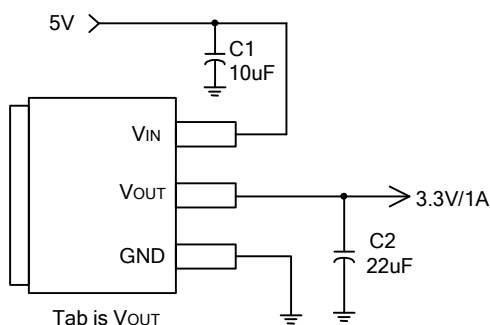 5V
C1
10uF
VIN
VOUT
3.3V/1A
GND
C2
22uF
Tab is VOUT